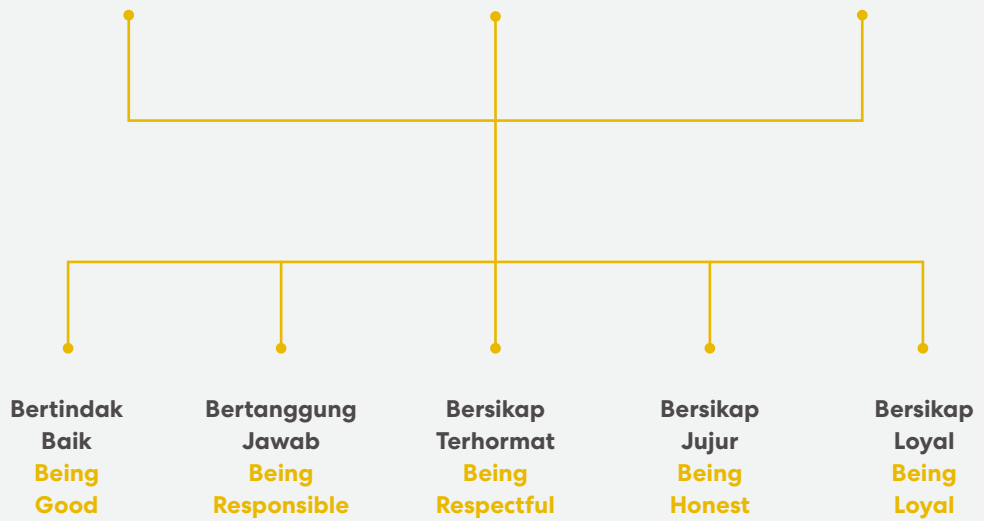 Bertindak
Baik
Being
Good
Bertanggung
Jawab
Being
Responsible
Bersikap
Terhormat
Being
Respectful
Bersikap
Jujur
Being
Honest
Bersikap
Loyal
Being
Loyal